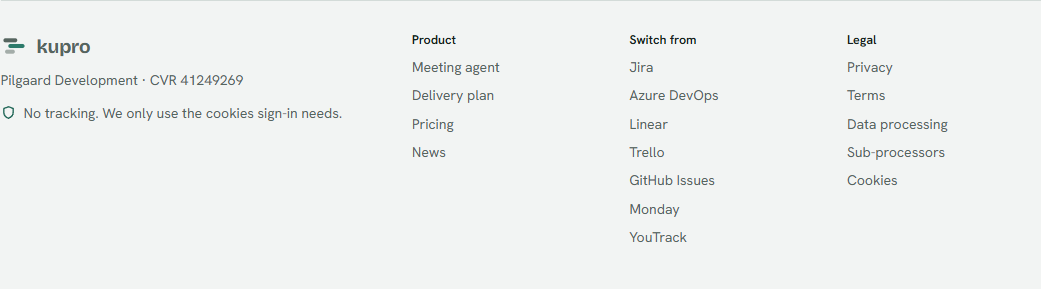 kupro
Pilgaard Development · CVR 41249269
No tracking. We only use the cookies sign-in needs.
Product
Meeting agent
Delivery plan
Pricing
News
Switch from
Jira
Azure DevOps
Linear
Trello
GitHub Issues
Monday
YouTrack
Legal
Privacy
Terms
Data processing
Sub-processors
Cookies